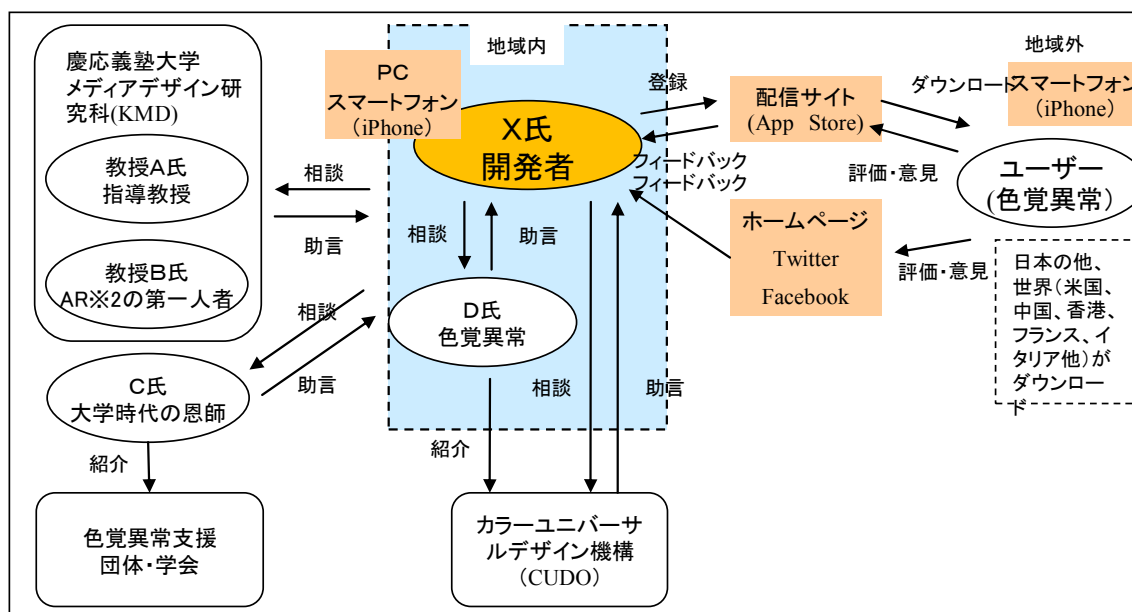 慶応義塾大学
メディアデザイン研
究科(KMD)
教授A氏
指導教授
教授B氏
AR※2の第一人者
相談
助言
C氏
大学時代の恩師
相談
助言
紹介
色覚異常支援
団体・学会
地域内
PC
スマートフォン
(iPhone)
X氏
開発者
相談
助言
D氏
色覚異常
相談
助言
紹介
カラーユニバーサ
ルデザイン機構
(CUDO)
登録
フィードバック
フィードバック
配信サイト
(App Store)
ホームページ
Twitter
Facebook
地域外
ダウンロード
スマートフォン
(iPhone)
評価・意見
ユーザー
(色覚異常)
評価・意見
日本の他、
世界(米国、
中国、香港、
フランス、イ
タリア他)が
ダウンロー
ド